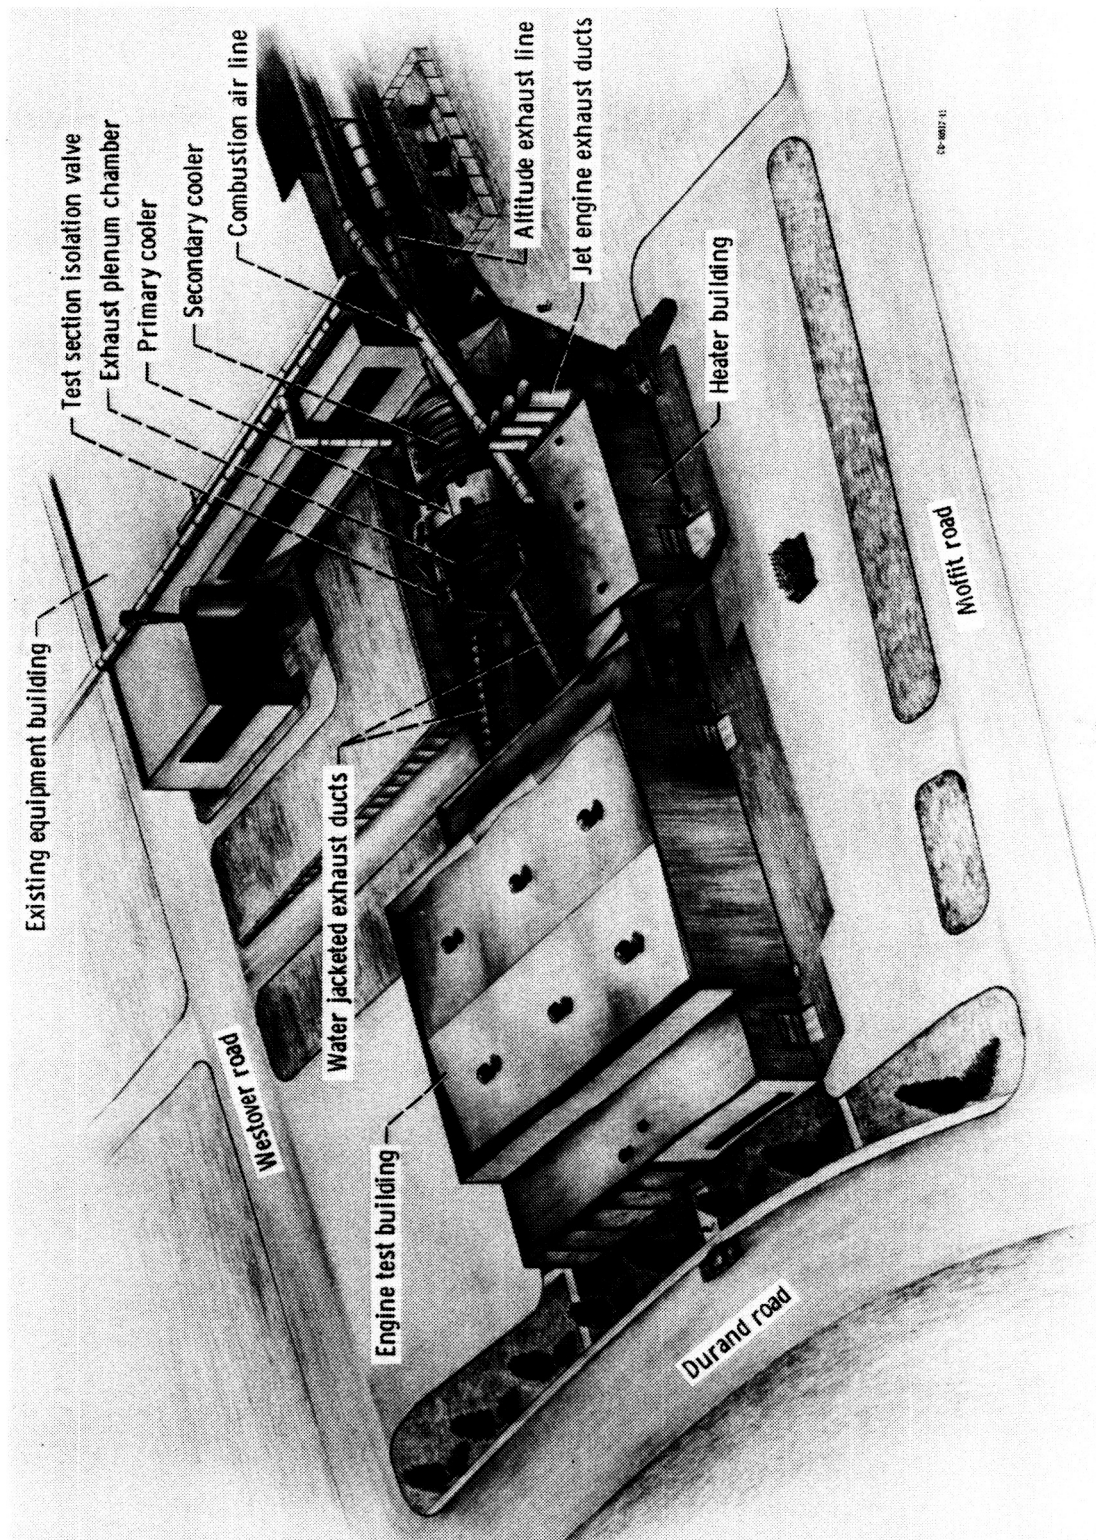 Existing equipment building
Test section isolation valve
Exhaust plenum chamber
Primary cooler
Secondary cooler
Combustion air line
Westover road
Water jacketed exhaust ducts
Altitude exhaust line
Jet engine exhaust ducts
Engine test building
Heater building
Durand road
Moffit road